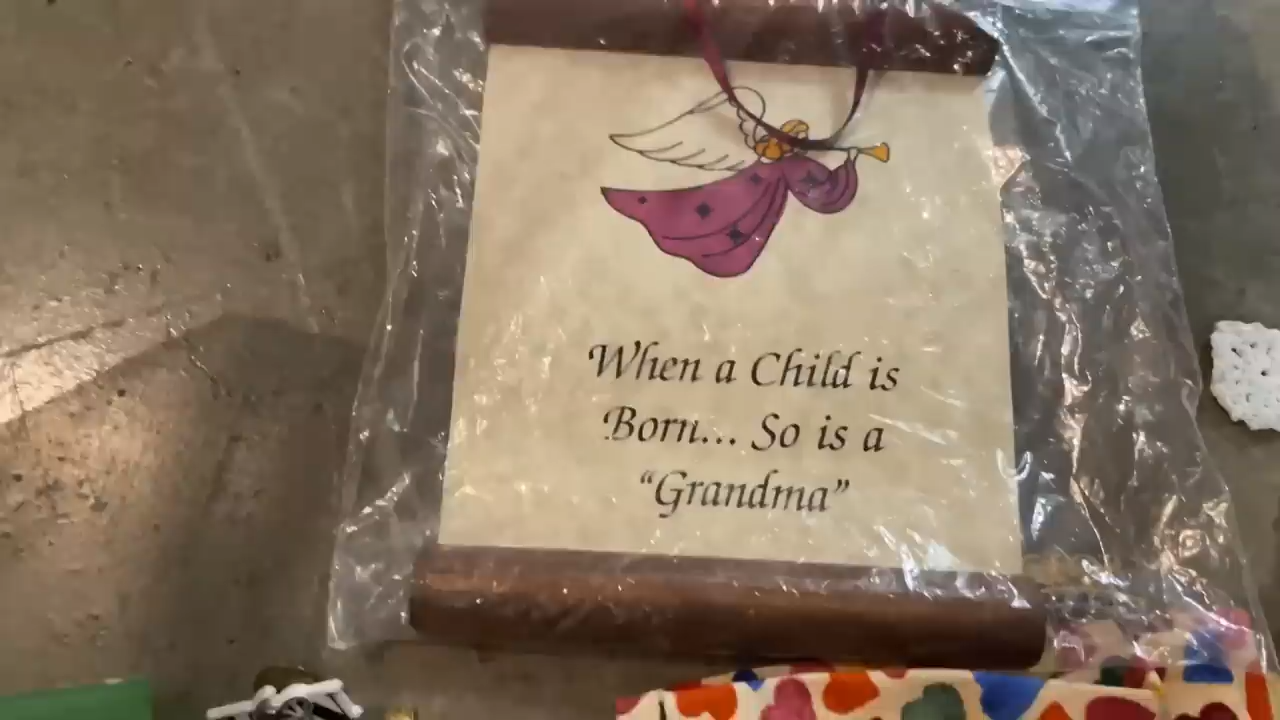 When a Child is
Born... So is a
“Grandma”